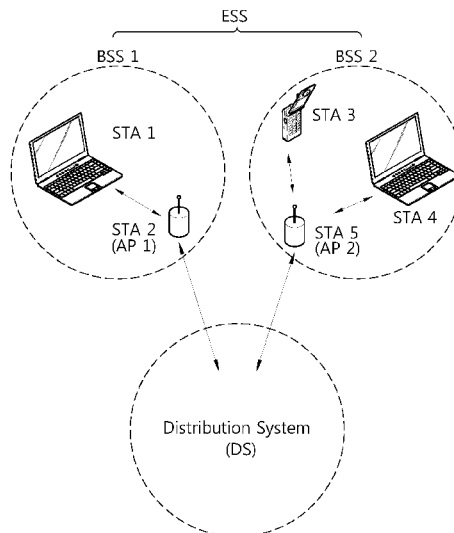 ESS
BSS 1
BSS 2
STA 1
STA 2
(AP 1)
STA 3
STA 4
STA 5
(AP 2)
Distribution System
(DS)